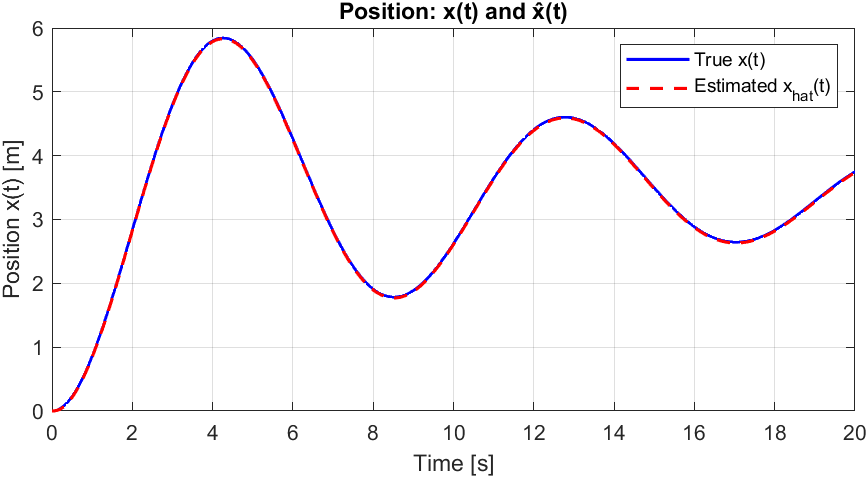 Position: x(t) and x̂(t)
True x(t)
Estimated x_hat(t)
Position x(t) [m]
6
5
4
3
2
1
0
0 2 4 6 8 10 12 14 16 18 20
Time [s]